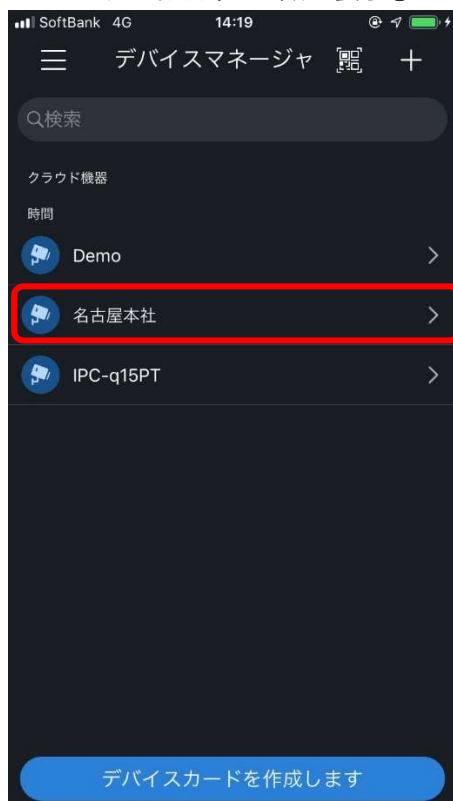 SoftBank 4G 14:19
デバイスマネージャ
検索
クラウド機器
時間
Demo
名古屋本社
IPC-q15PT
デバイスカードを作成します